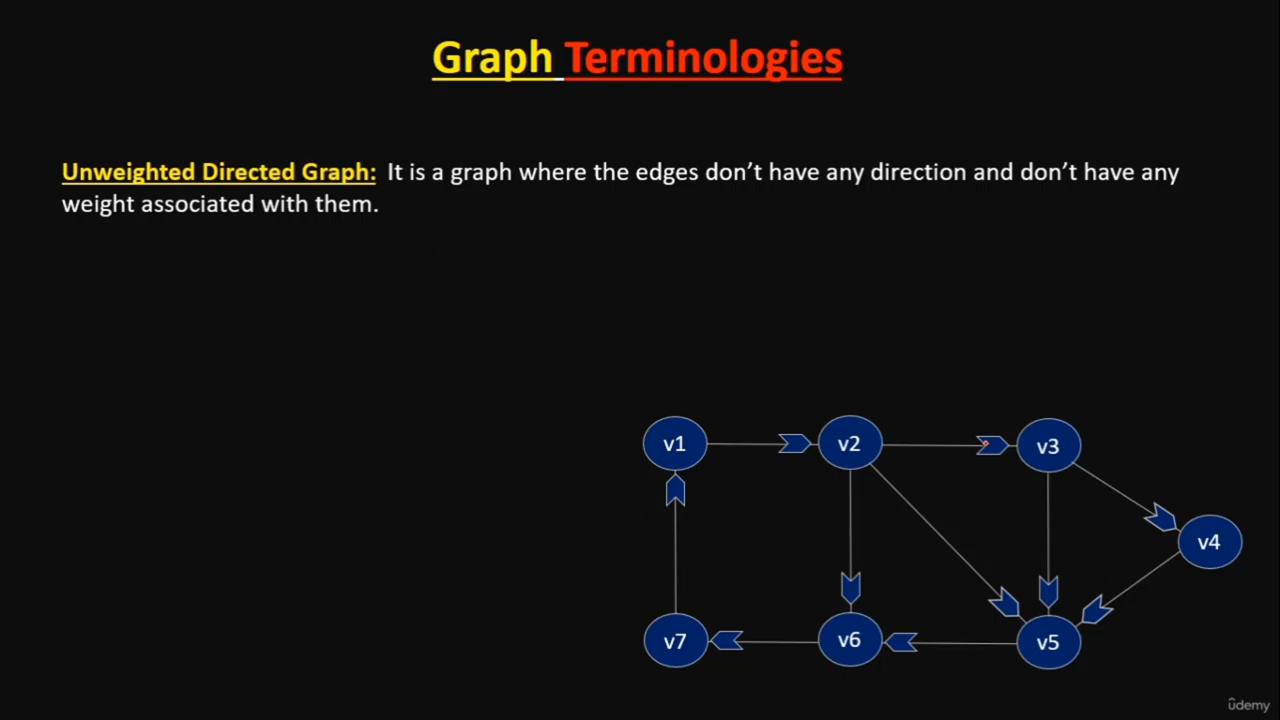 Graph Terminologies
Unweighted Directed Graph: It is a graph where the edges don’t have any direction and don’t have any
weight associated with them.
v1
v2
v3
v4
v7
v6
v5
ûdemy